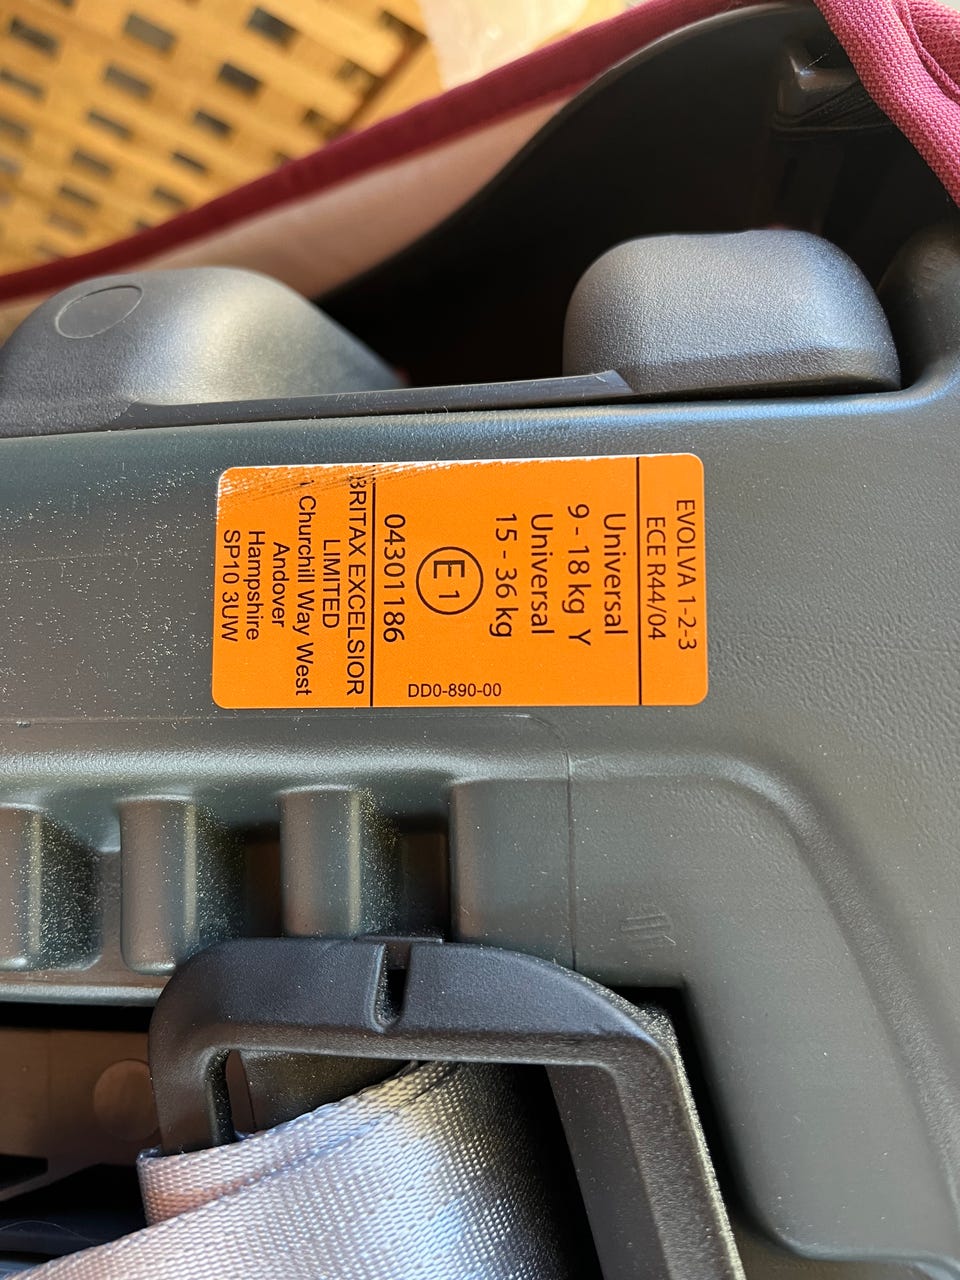 EVOLVA 1-2-3
ECE R44/04
Universal
9 - 18 kg Y
Universal
15 - 36 kg
E 1
04301186
DD0-890-00
BRITAX EXCELSIOR
LIMITED
1 Churchill Way West
Andover
Hampshire
SP10 3UW